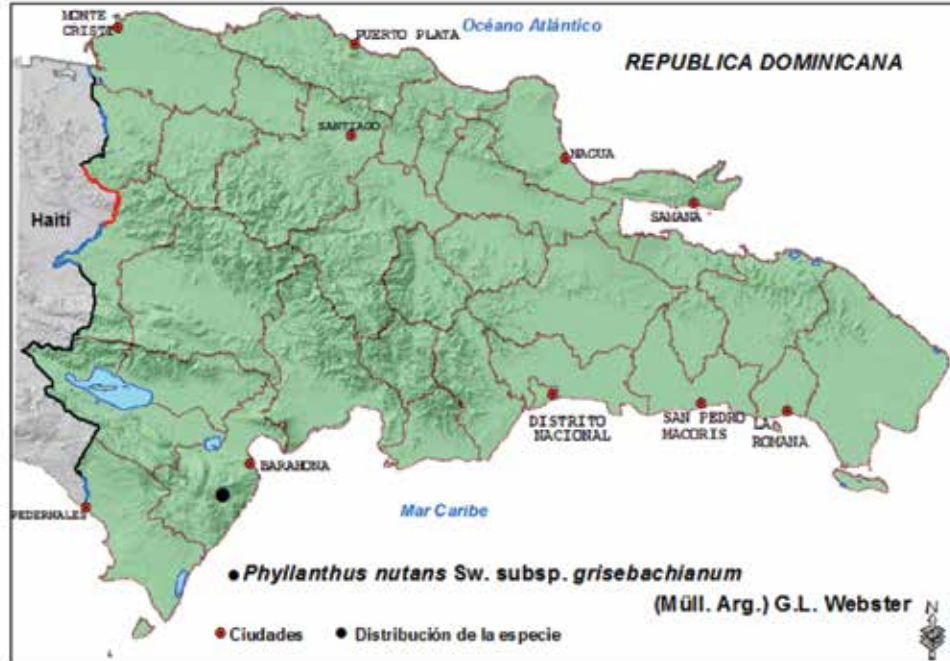 MONTE
CRISTI
PUERTO PLATA
Océano Atlántico
REPUBLICA DOMINICANA
SANTIAGO
NAGUA
Haití
SAMANA
DISTRITO
NACIONAL
SAN PEDRO
MACORIS
LA
ROMANA
BARAHONA
PEDERNALES
Mar Caribe
Phyllanthus nutans Sw. subsp. grisebachianum
(Müll. Arg.) G.L. Webster
N
Ciudades
Distribución de la especie